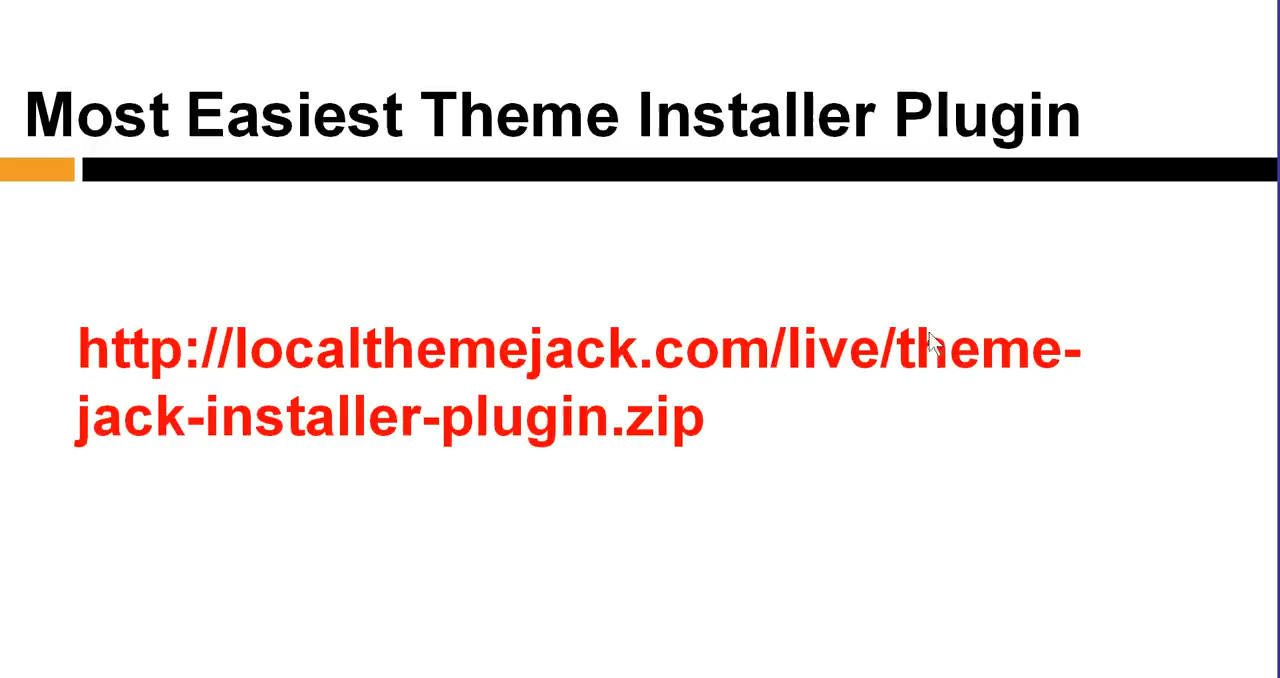 Most Easiest Theme Installer Plugin
http://localthemejack.com/live/theme-
jack-installer-plugin.zip